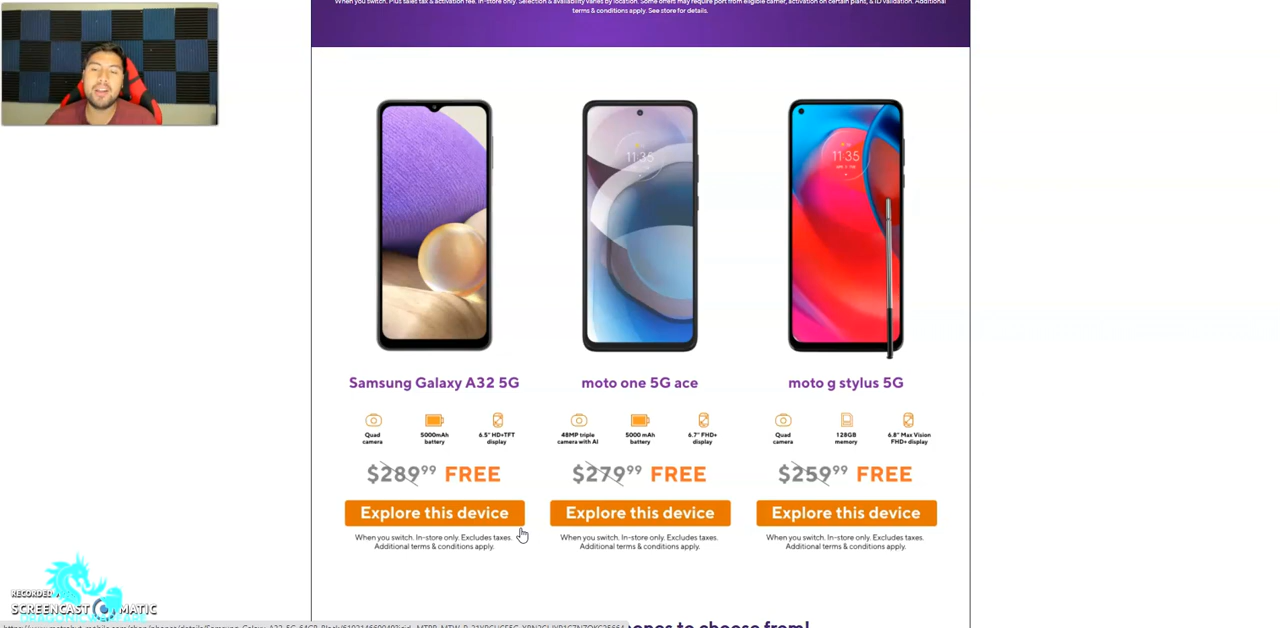 When you switch. Plus sales tax & activation fee. In-store only. Selection & availability varies by location. Some offers may require port from eligible carrier, activation on certain plans, & ID validation. Additional
terms & conditions apply. See store for details.
11:35
11:35
Samsung Galaxy A32 5G
moto one 5G ace
moto g stylus 5G
Quad camera
5000mAh battery
6.5" HD+TFT display
48MP triple camera with AI
5000 mAh battery
6.7" FHD+ display
Quad camera
128GB memory
6.8" Max Vision FHD+ display
$289.99 FREE
$279.99 FREE
$259.99 FREE
Explore this device
Explore this device
Explore this device
When you switch. In-store only. Excludes taxes.
Additional terms & conditions apply.
When you switch. In-store only. Excludes taxes.
Additional terms & conditions apply.
When you switch. In-store only. Excludes taxes.
Additional terms & conditions apply.
RECORDED
SCREENCAST MATIC
to choose from!